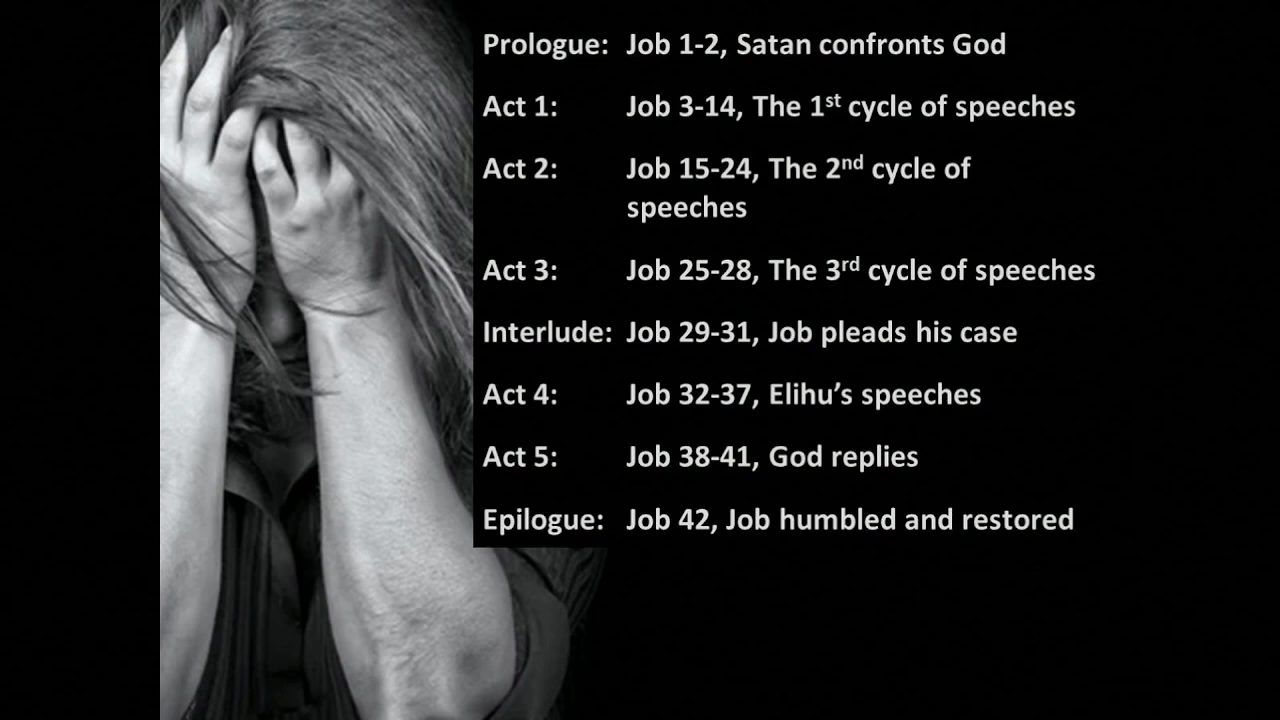 Prologue: Job 1-2, Satan confronts God
Act 1: Job 3-14, The 1st cycle of speeches
Act 2: Job 15-24, The 2nd cycle of
speeches
Act 3: Job 25-28, The 3rd cycle of speeches
Interlude: Job 29-31, Job pleads his case
Act 4: Job 32-37, Elihu’s speeches
Act 5: Job 38-41, God replies
Epilogue: Job 42, Job humbled and restored